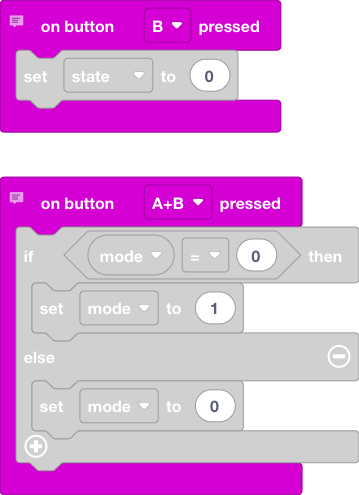 on button B pressed
set state to 0
on button A+B pressed
if mode = 0 then
set mode to 1
else
set mode to 0